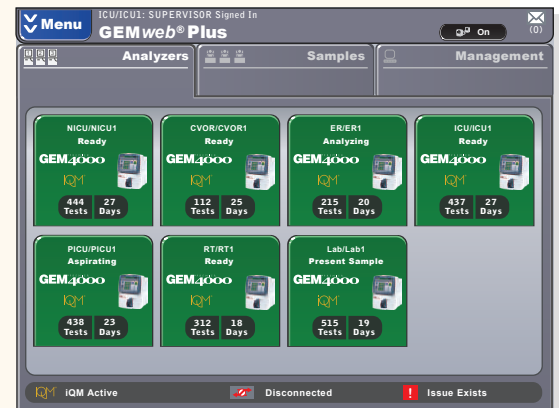 Menu
ICU/ICU1: SUPERVISOR Signed In
GEMweb® Plus
On
(0)
Analyzers
Samples
Management
NICU/NICU1
Ready
GEM4000
IQM
444 27
Tests Days
CVOR/CVOR1
Ready
GEM4000
IQM
112 25
Tests Days
ER/ER1
Analyzing
GEM4000
IQM
215 20
Tests Days
ICU/ICU1
Ready
GEM4000
IQM
437 27
Tests Days
PICU/PICU1
Aspirating
GEM4000
IQM
438 23
Tests Days
RT/RT1
Ready
GEM4000
IQM
312 18
Tests Days
Lab/Lab1
Present Sample
GEM4000
IQM
515 19
Tests Days
IQM iQM Active
Disconnected
! Issue Exists